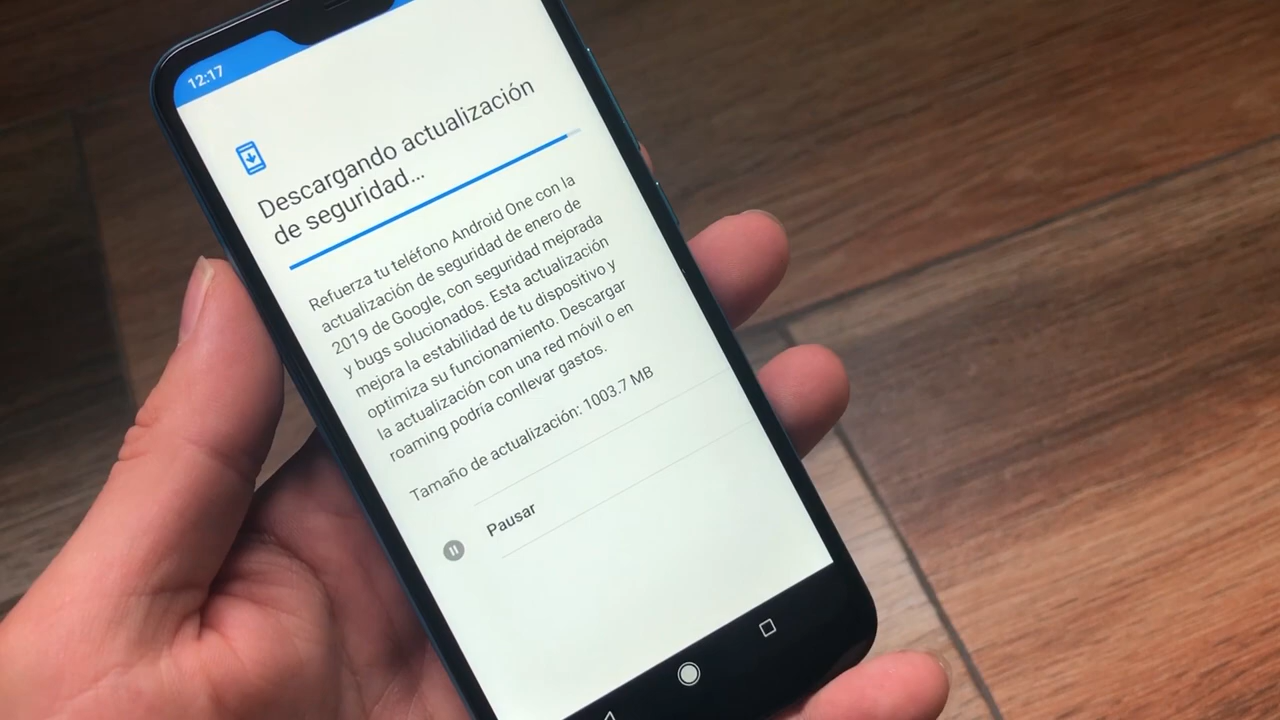 12:17
Descargando actualización
de seguridad...
Refuerza tu teléfono Android One con la
actualización de seguridad de enero de
2019 de Google, con seguridad mejorada
y bugs solucionados. Esta actualización
mejora la estabilidad de tu dispositivo y
optimiza su funcionamiento. Descargar
la actualización con una red móvil o en
roaming podría conllevar gastos.
Tamaño de actualización: 1003.7 MB
Pausar